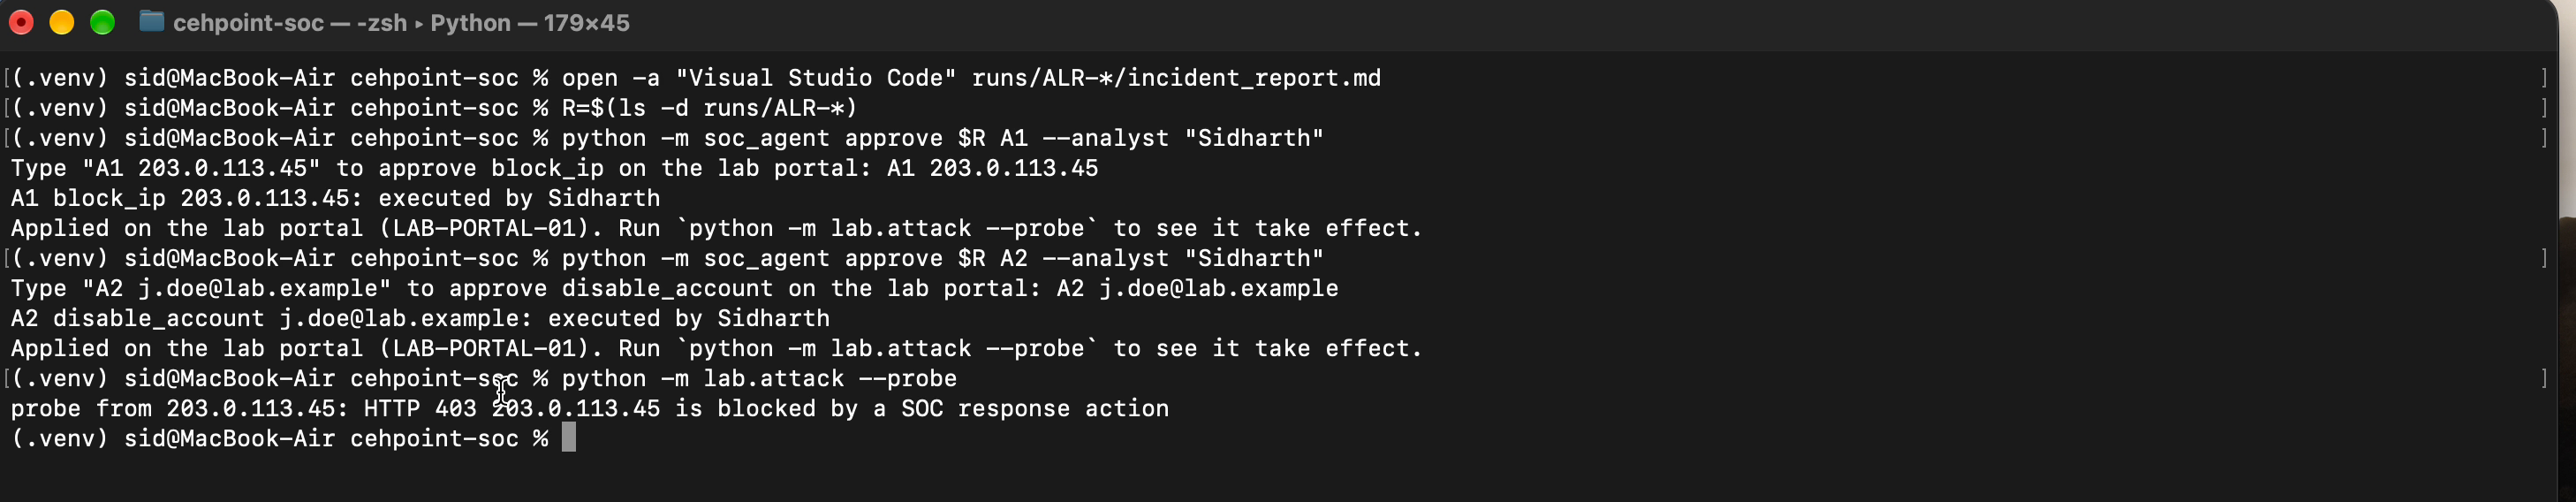 cehpoint-soc — -zsh ▸ Python — 179×45
[(.venv) sid@MacBook-Air cehpoint-soc % open -a "Visual Studio Code" runs/ALR-*/incident_report.md ]
[(.venv) sid@MacBook-Air cehpoint-soc % R=$(ls -d runs/ALR-*) ]
[(.venv) sid@MacBook-Air cehpoint-soc % python -m soc_agent approve $R A1 --analyst "Sidharth" ]
Type "A1 203.0.113.45" to approve block_ip on the lab portal: A1 203.0.113.45
A1 block_ip 203.0.113.45: executed by Sidharth
Applied on the lab portal (LAB-PORTAL-01). Run `python -m lab.attack --probe` to see it take effect.
[(.venv) sid@MacBook-Air cehpoint-soc % python -m soc_agent approve $R A2 --analyst "Sidharth" ]
Type "A2 j.doe@lab.example" to approve disable_account on the lab portal: A2 j.doe@lab.example
A2 disable_account j.doe@lab.example: executed by Sidharth
Applied on the lab portal (LAB-PORTAL-01). Run `python -m lab.attack --probe` to see it take effect.
[(.venv) sid@MacBook-Air cehpoint-soc % python -m lab.attack --probe ]
probe from 203.0.113.45: HTTP 403 203.0.113.45 is blocked by a SOC response action
(.venv) sid@MacBook-Air cehpoint-soc %